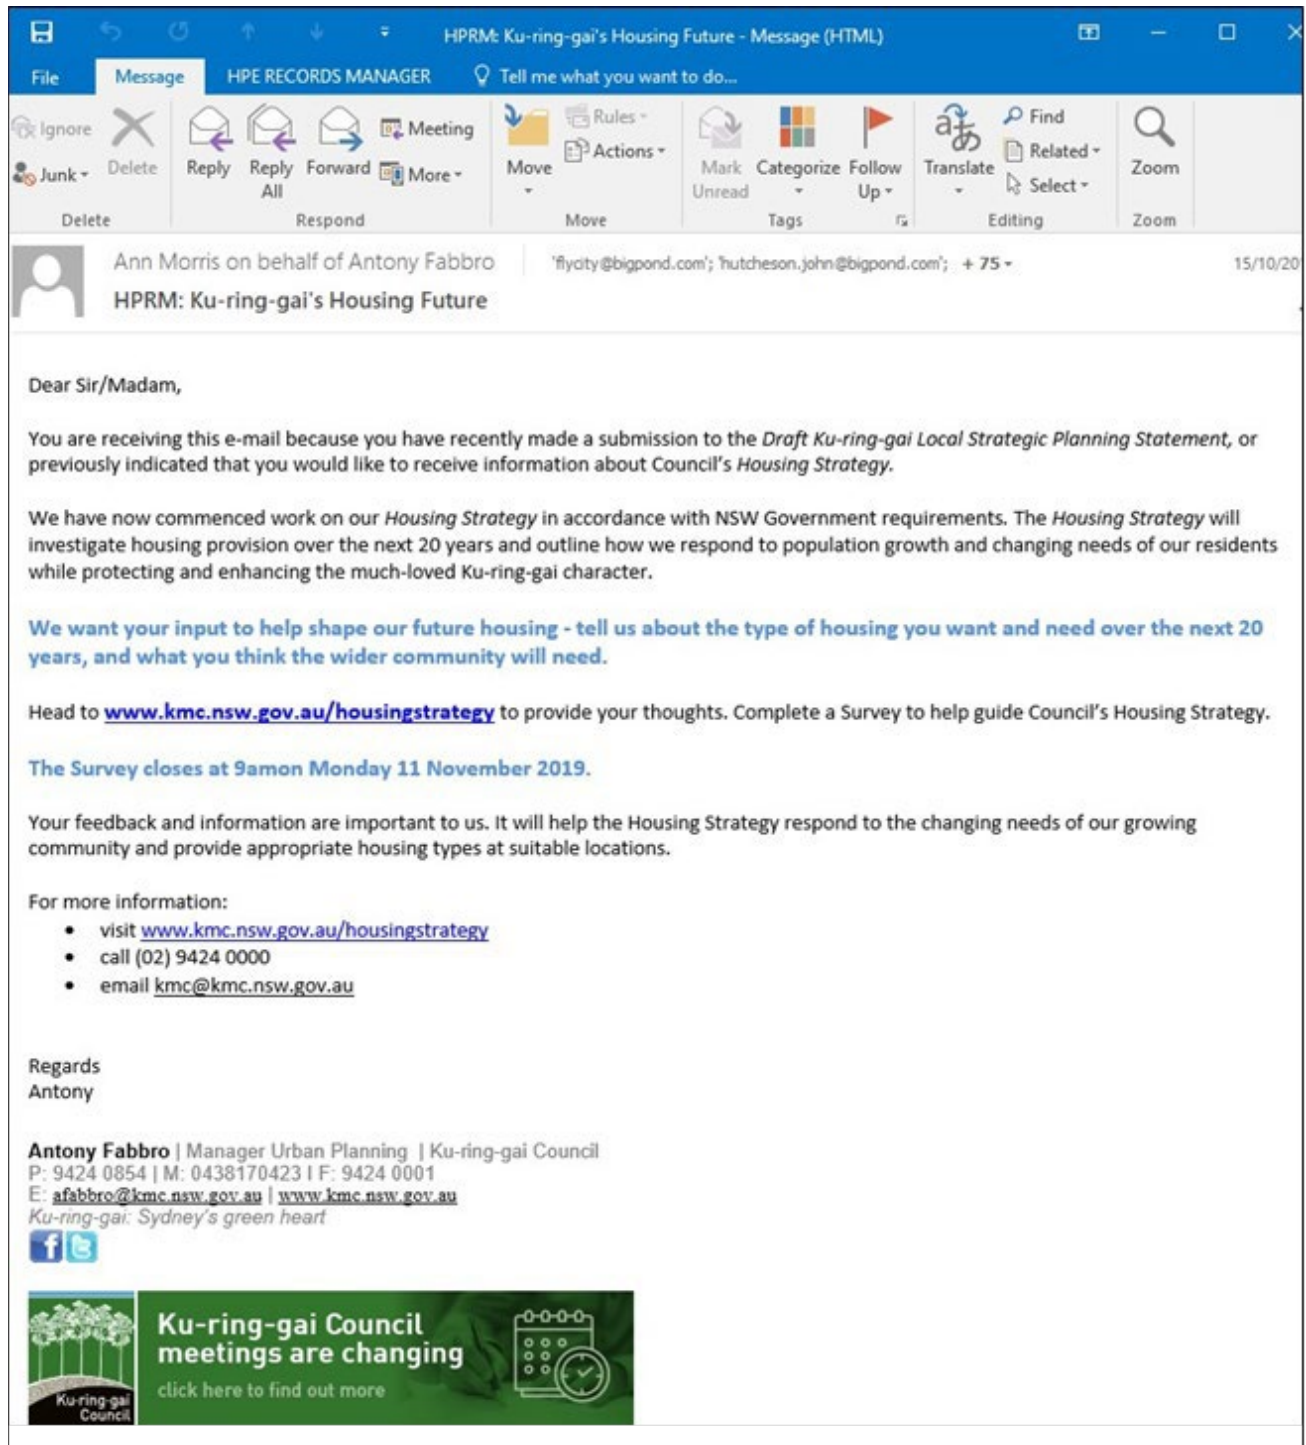 HPRM: Ku-ring-gai's Housing Future - Message (HTML)
File Message HPE RECORDS MANAGER Tell me what you want to do...
Ignore
Junk
Delete
Reply
Reply All
Forward
Meeting
More
Move
Rules
Actions
Mark Unread
Categorize
Follow Up
Translate
Find
Related
Select
Zoom
Delete Respond Move Tags Editing Zoom
Ann Morris on behalf of Antony Fabbro 'flycity@bigpond.com'; 'hutcheson.john@bigpond.com'; + 75 15/10/20
HPRM: Ku-ring-gai's Housing Future
Dear Sir/Madam,
You are receiving this e-mail because you have recently made a submission to the Draft Ku-ring-gai Local Strategic Planning Statement, or
previously indicated that you would like to receive information about Council's Housing Strategy.
We have now commenced work on our Housing Strategy in accordance with NSW Government requirements. The Housing Strategy will
investigate housing provision over the next 20 years and outline how we respond to population growth and changing needs of our residents
while protecting and enhancing the much-loved Ku-ring-gai character.
We want your input to help shape our future housing - tell us about the type of housing you want and need over the next 20
years, and what you think the wider community will need.
Head to www.kmc.nsw.gov.au/housingstrategy to provide your thoughts. Complete a Survey to help guide Council's Housing Strategy.
The Survey closes at 9amon Monday 11 November 2019.
Your feedback and information are important to us. It will help the Housing Strategy respond to the changing needs of our growing
community and provide appropriate housing types at suitable locations.
For more information:
• visit www.kmc.nsw.gov.au/housingstrategy
• call (02) 9424 0000
• email kmc@kmc.nsw.gov.au
Regards
Antony
Antony Fabbro | Manager Urban Planning | Ku-ring-gai Council
P: 9424 0854 | M: 0438170423 I F: 9424 0001
E: afabbro@kmc.nsw.gov.au | www.kmc.nsw.gov.au
Ku-ring-gai: Sydney's green heart
Ku-ring-gai Council
meetings are changing
click here to find out more
Ku-ring-gai
Council